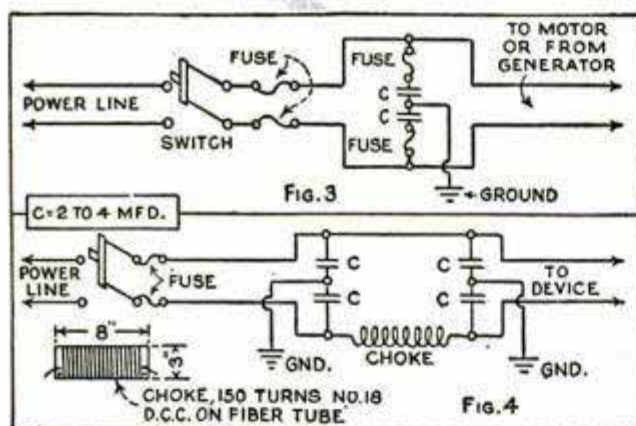 TO MOTOR
OR FROM
GENERATOR
FUSE
FUSE
POWER LINE
C
C
SWITCH
FUSE
FIG. 3
GROUND
C=2 TO 4 MFD.
POWER
LINE
FUSE
C
C
C
C
TO
DEVICE
8"
3"
GND.
CHOKE
GND.
CHOKE, 150 TURNS NO.18
D.C.C. ON FIBER TUBE
FIG. 4